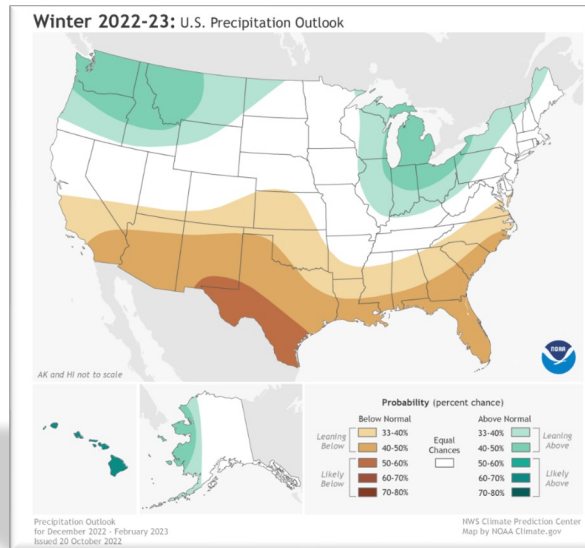 Winter 2022-23: U.S. Precipitation Outlook
AK and HI not to scale
NOAA
Probability (percent chance)
Below Normal
Above Normal
Leaning Below
33-40%
40-50%
Equal Chances
33-40%
40-50%
Leaning Above
Likely Below
50-60%
60-70%
70-80%
50-60%
60-70%
70-80%
Likely Above
Precipitation Outlook
for December 2022 - February 2023
Issued 20 October 2022
NWS Climate Prediction Center
Map by NOAA Climate.gov